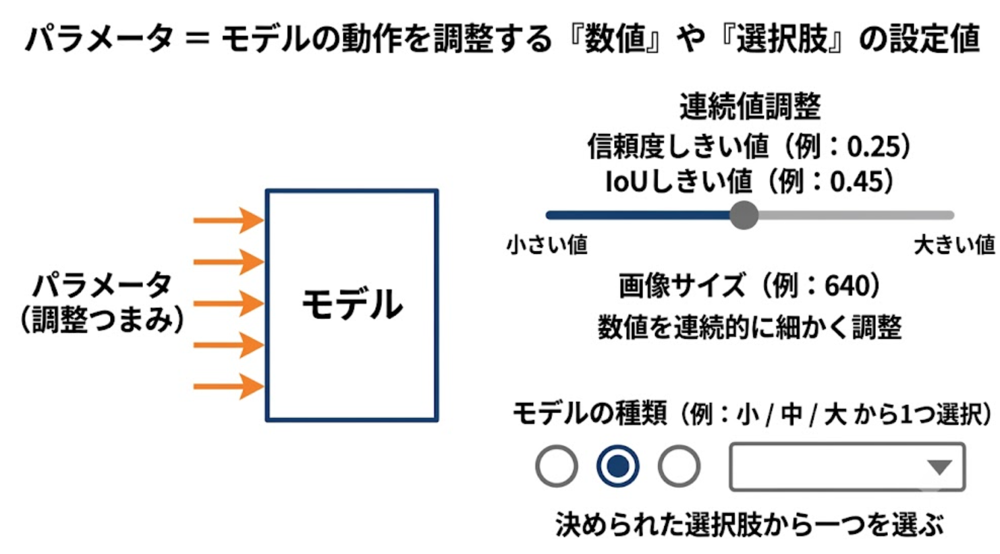 パラメータ = モデルの動作を調整する『数値』や『選択肢』の設定値
パラメータ
（調整つまみ）
モデル
連続値調整
信頼度しきい値（例：0.25）
IoUしきい値（例：0.45）
小さい値
大きい値
画像サイズ（例：640）
数値を連続的に細かく調整
モデルの種類（例：小 / 中 / 大 から1つ選択）
決められた選択肢から一つを選ぶ